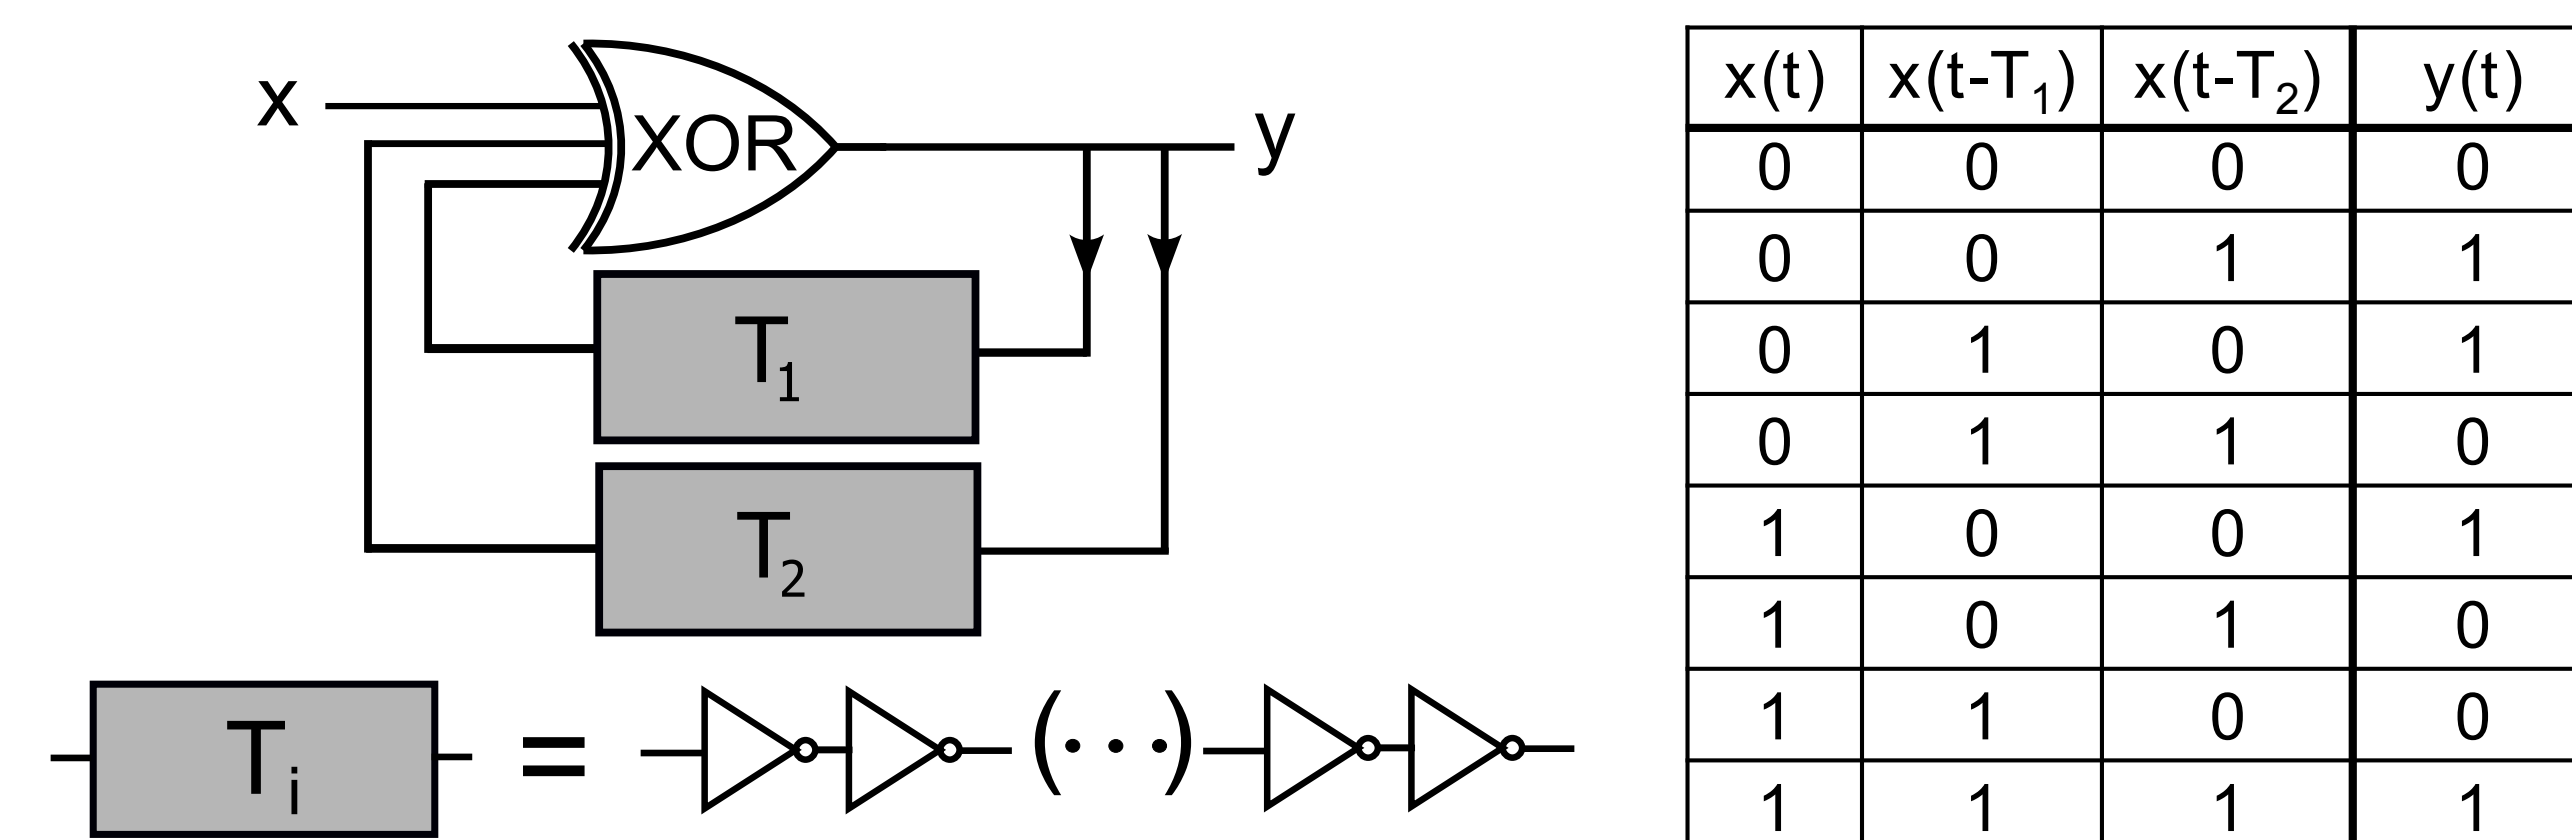 x
XOR
y
T1
T2
Ti
=
(· · ·)
x(t) x(t-T1) x(t-T2) y(t)
0 0 0 0
0 0 1 1
0 1 0 1
0 1 1 0
1 0 0 1
1 0 1 0
1 1 0 0
1 1 1 1